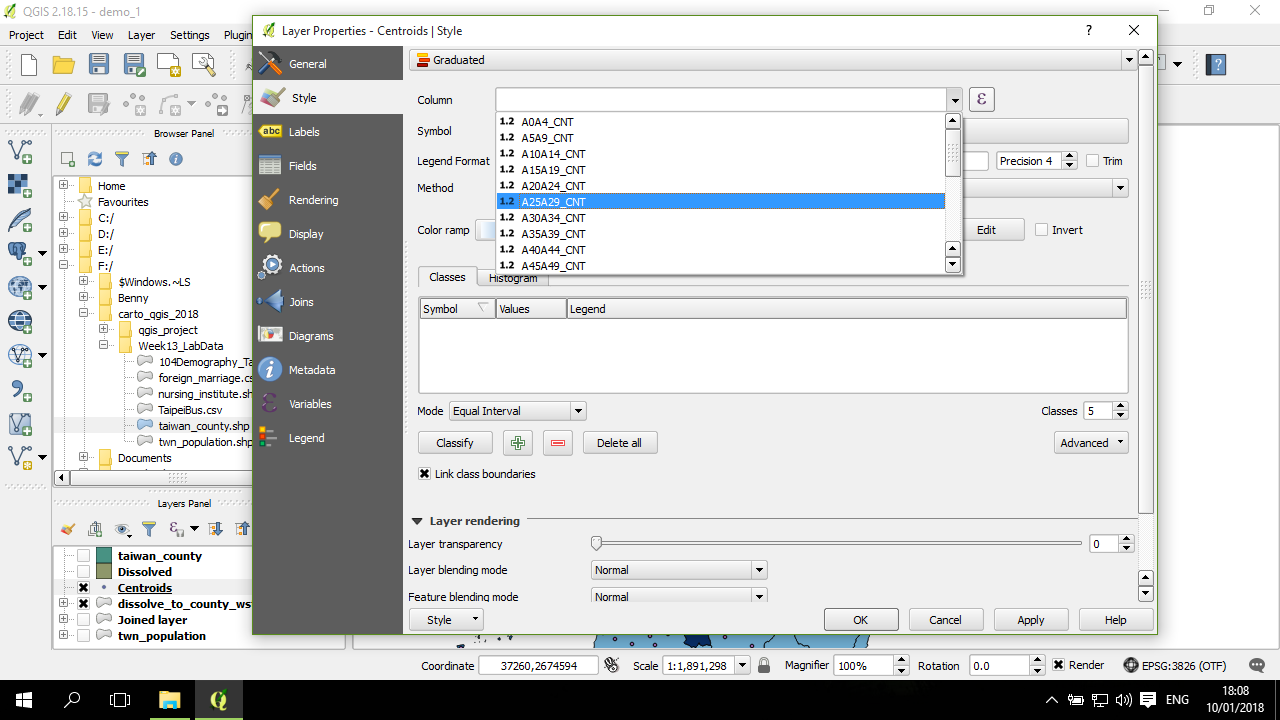 QGIS 2.18.15 - demo_1
Project Edit View Layer Settings Plugin
Layer Properties - Centroids | Style
?
General
Style
Labels
Fields
Rendering
Display
Actions
Joins
Diagrams
Metadata
Variables
Legend
Graduated
Column
ε
1.2 A0A4_CNT
1.2 A5A9_CNT
1.2 A10A14_CNT
1.2 A15A19_CNT
1.2 A20A24_CNT
1.2 A25A29_CNT
1.2 A30A34_CNT
1.2 A35A39_CNT
1.2 A40A44_CNT
1.2 A45A49_CNT
Symbol
Legend Format
Precision 4
Trim
Method
Color ramp
Edit
Invert
Classes
Histogram
Symbol Values Legend
Mode Equal Interval
Classes 5
Classify
Delete all
Advanced
Link class boundaries
Layer rendering
Layer transparency
0
Layer blending mode Normal
Feature blending mode Normal
Style
OK
Cancel
Apply
Help
Browser Panel
Home
Favourites
C:/
D:/
E:/
F:/
$Windows.~LS
Benny
carto_qgis_2018
qgis_project
Week13_LabData
104Demography_Ta
foreign_marriage.cs
nursing_institute.sh
TaipeiBus.csv
taiwan_county.shp
twn_population.shp
Documents
Layers Panel
taiwan_county
Dissolved
Centroids
dissolve_to_county_ws
Joined layer
twn_population
Coordinate 37260,2674594
Scale 1:1,891,298
Magnifier 100%
Rotation 0.0
Render
EPSG:3826 (OTF)
ENG
18:08
10/01/2018